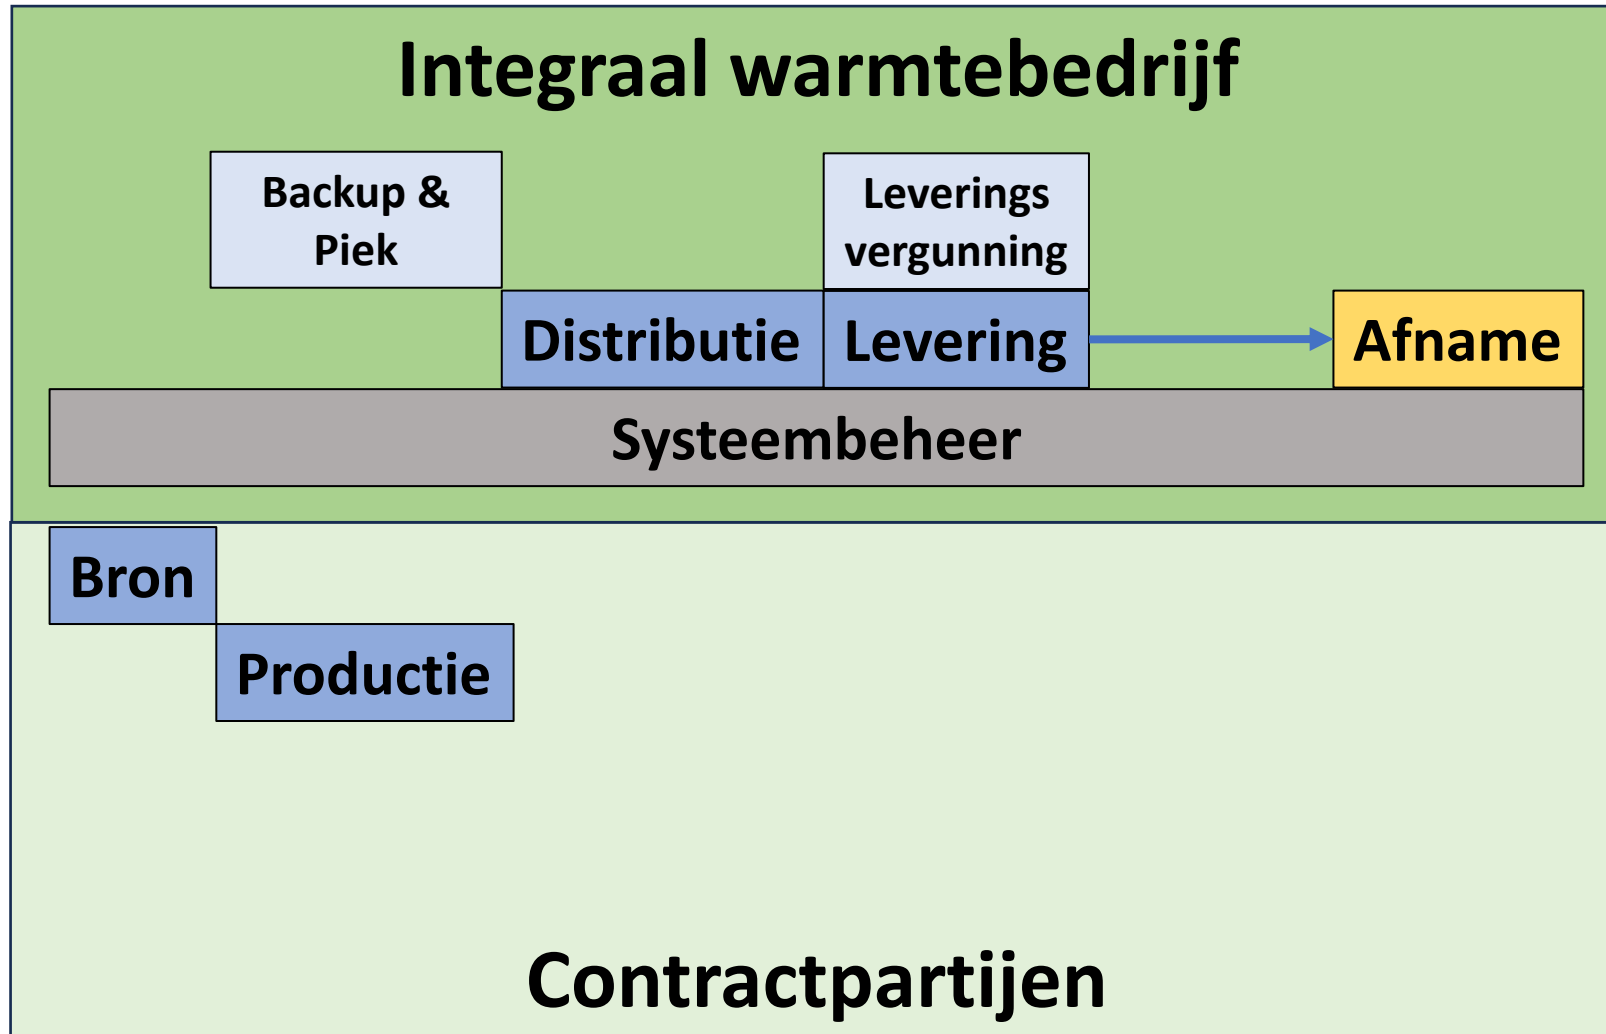 Integraal warmtebedrijf
Backup &
Piek
Leverings
vergunning
Distributie
Levering
Afname
Systeembeheer
Bron
Productie
Contractpartijen